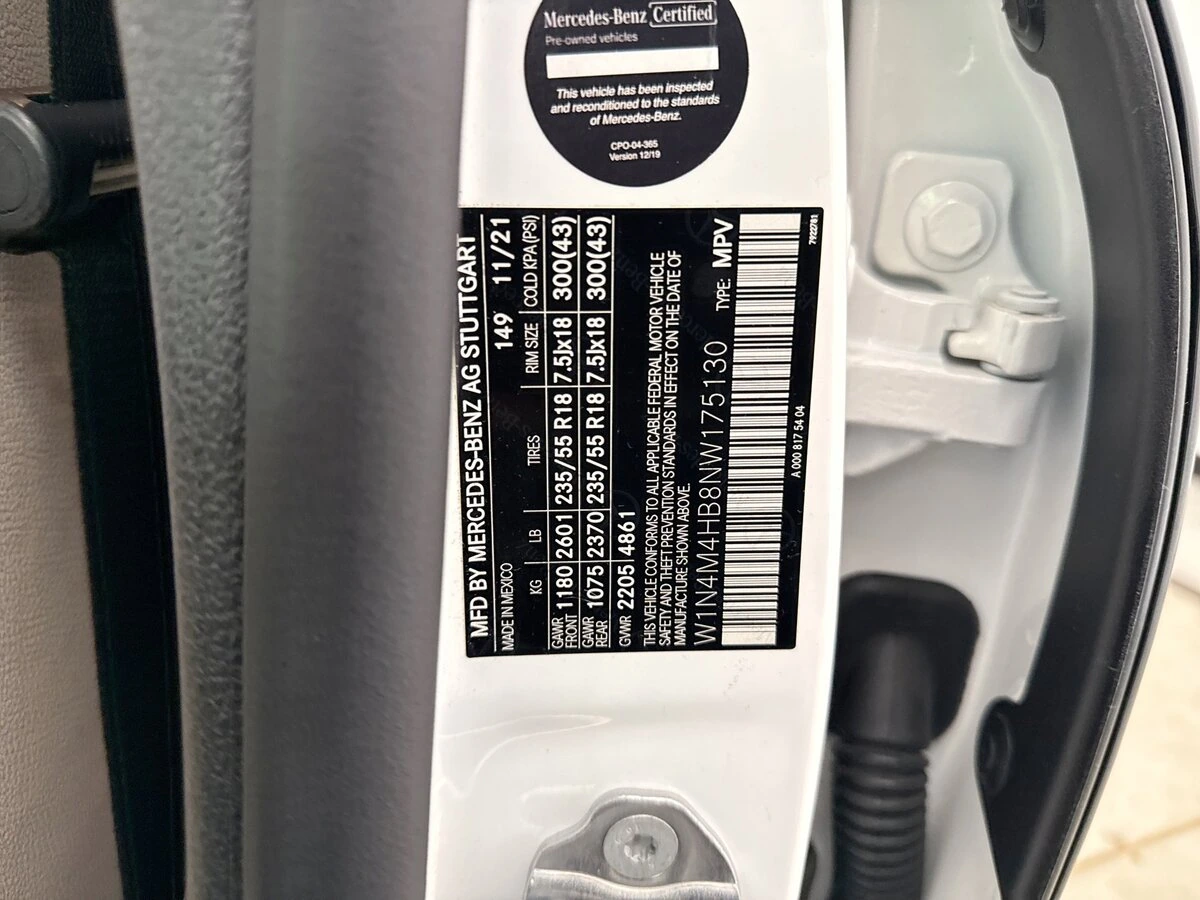 Mercedes-Benz Certified
Pre-owned vehicles
This vehicle has been inspected
and reconditioned to the standards
of Mercedes-Benz.
CPO-04-365
Version 12/19
MFD BY MERCEDES-BENZ AG STUTTGART
MADE IN MEXICO 149 11/21
KG LB TIRES RIM SIZE COLD KPA (PSI)
GAWR FRONT 1180 2601 235/55 R18 7.5Jx18 300(43)
GAWR REAR 1075 2370 235/55 R18 7.5Jx18 300(43)
GVWR 2205 4861
THIS VEHICLE CONFORMS TO ALL APPLICABLE FEDERAL MOTOR VEHICLE
SAFETY AND THEFT PREVENTION STANDARDS IN EFFECT ON THE DATE OF
MANUFACTURE SHOWN ABOVE.
W1N4M4HB8NW175130 TYPE: MPV
A 000 817 54 04
7922781